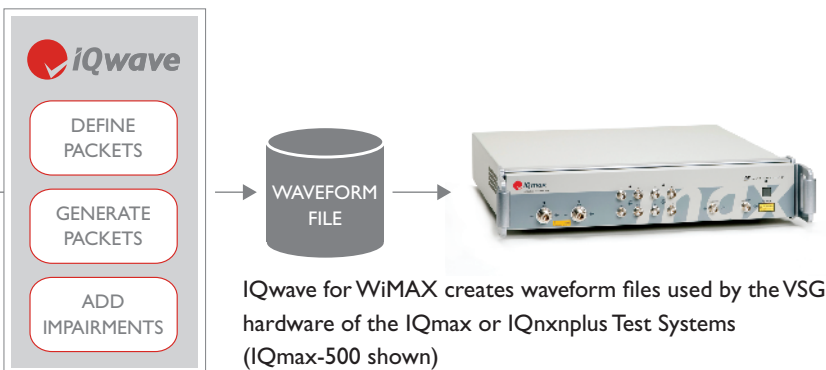 iQwave
DEFINE
PACKETS
GENERATE
PACKETS
ADD
IMPAIRMENTS
WAVEFORM
FILE
IQmax
max
IQwave for WiMAX creates waveform files used by the VSG
hardware of the IQmax or IQnxnplus Test Systems
(IQmax-500 shown)